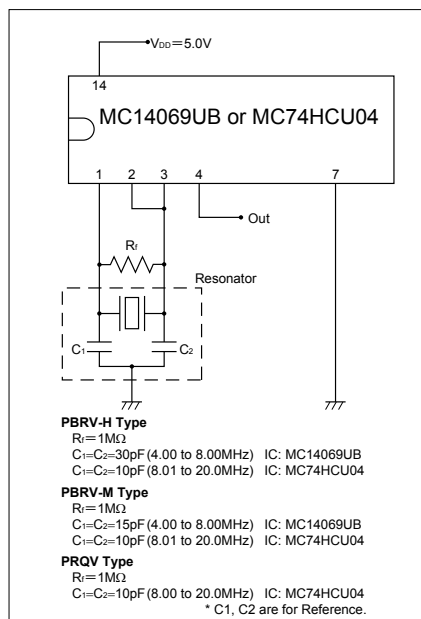 VDD=5.0V
14
MC14069UB or MC74HCU04
1 2 3 4 7
Out
Rf
Resonator
C1 C2
PBRV-H Type
Rf=1MΩ
C1=C2=30pF (4.00 to 8.00MHz) IC: MC14069UB
C1=C2=10pF (8.01 to 20.0MHz) IC: MC74HCU04
PBRV-M Type
Rf=1MΩ
C1=C2=15pF (4.00 to 8.00MHz) IC: MC14069UB
C1=C2=10pF (8.01 to 20.0MHz) IC: MC74HCU04
PRQV Type
Rf=1MΩ
C1=C2=10pF (8.00 to 20.0MHz) IC: MC74HCU04
* C1, C2 are for Reference.